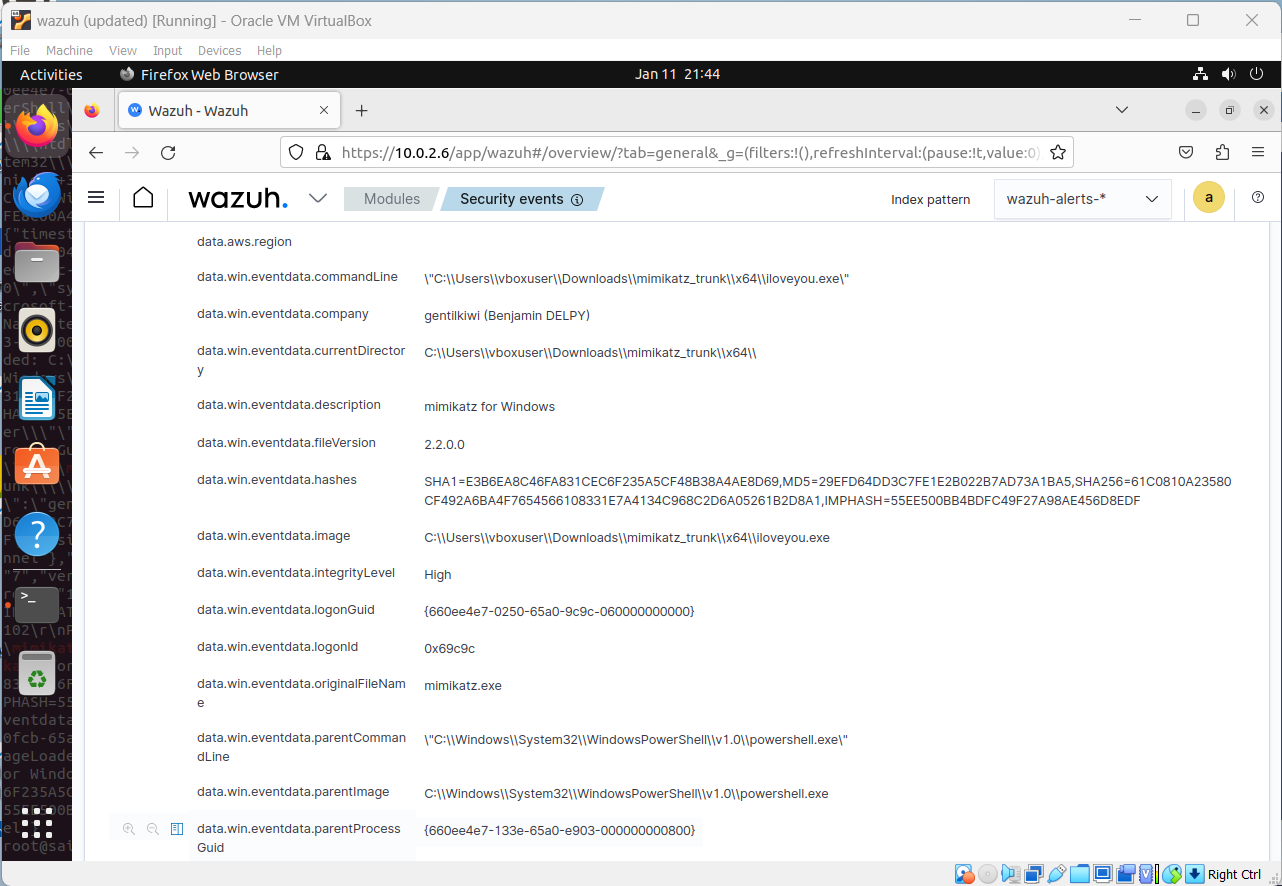 wazuh (updated) [Running] - Oracle VM VirtualBox
File Machine View Input Devices Help
Activities Firefox Web Browser Jan 11 21:44
Wazuh - Wazuh
https://10.0.2.6/app/wazuh#/overview/?tab=general&_g=(filters:!(),refreshInterval:(pause:!t,value:0)
wazuh. Modules Security events Index pattern wazuh-alerts-* a
data.aws.region
data.win.eventdata.commandLine \"C:\\Users\\vboxuser\\Downloads\\mimikatz_trunk\\x64\\iloveyou.exe\"
data.win.eventdata.company gentilkiwi (Benjamin DELPY)
data.win.eventdata.currentDirector C:\\Users\\vboxuser\\Downloads\\mimikatz_trunk\\x64\\
y
data.win.eventdata.description mimikatz for Windows
data.win.eventdata.fileVersion 2.2.0.0
data.win.eventdata.hashes SHA1=E3B6EA8C46FA831CEC6F235A5CF48B38A4AE8D69,MD5=29EFD64DD3C7FE1E2B022B7AD73A1BA5,SHA256=61C0810A23580
CF492A6BA4F7654566108331E7A4134C968C2D6A05261B2D8A1,IMPHASH=55EE500BB4BDFC49F27A98AE456D8EDF
data.win.eventdata.image C:\\Users\\vboxuser\\Downloads\\mimikatz_trunk\\x64\\iloveyou.exe
data.win.eventdata.integrityLevel High
data.win.eventdata.logonGuid {660ee4e7-0250-65a0-9c9c-060000000000}
data.win.eventdata.logonId 0x69c9c
data.win.eventdata.originalFileNam mimikatz.exe
e
data.win.eventdata.parentComman \"C:\\Windows\\System32\\WindowsPowerShell\\v1.0\\powershell.exe\"
dLine
data.win.eventdata.parentImage C:\\Windows\\System32\\WindowsPowerShell\\v1.0\\powershell.exe
data.win.eventdata.parentProcess {660ee4e7-133e-65a0-e903-000000000800}
Guid
Right Ctrl